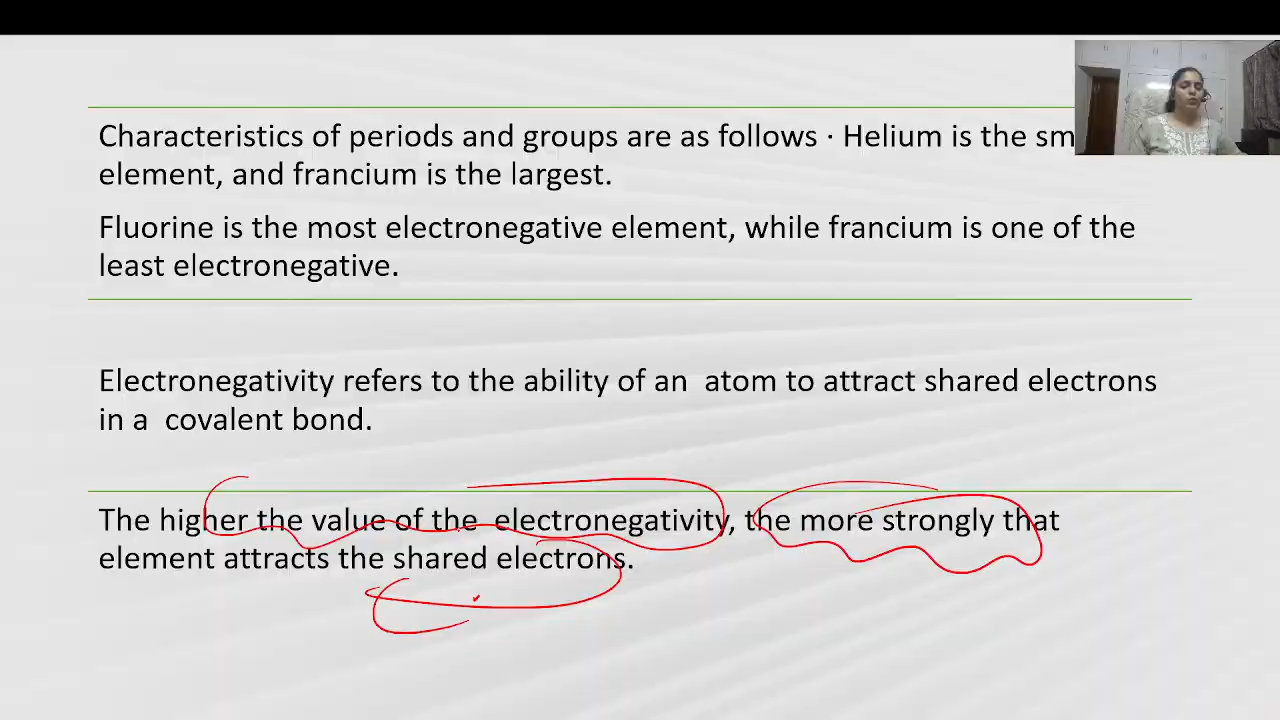 Characteristics of periods and groups are as follows · Helium is the
element, and francium is the largest.
Fluorine is the most electronegative element, while francium is one of the
least electronegative.
Electronegativity refers to the ability of an atom to attract shared electrons
in a covalent bond.
The higher the value of the electronegativity, the more strongly that
element attracts the shared electrons.